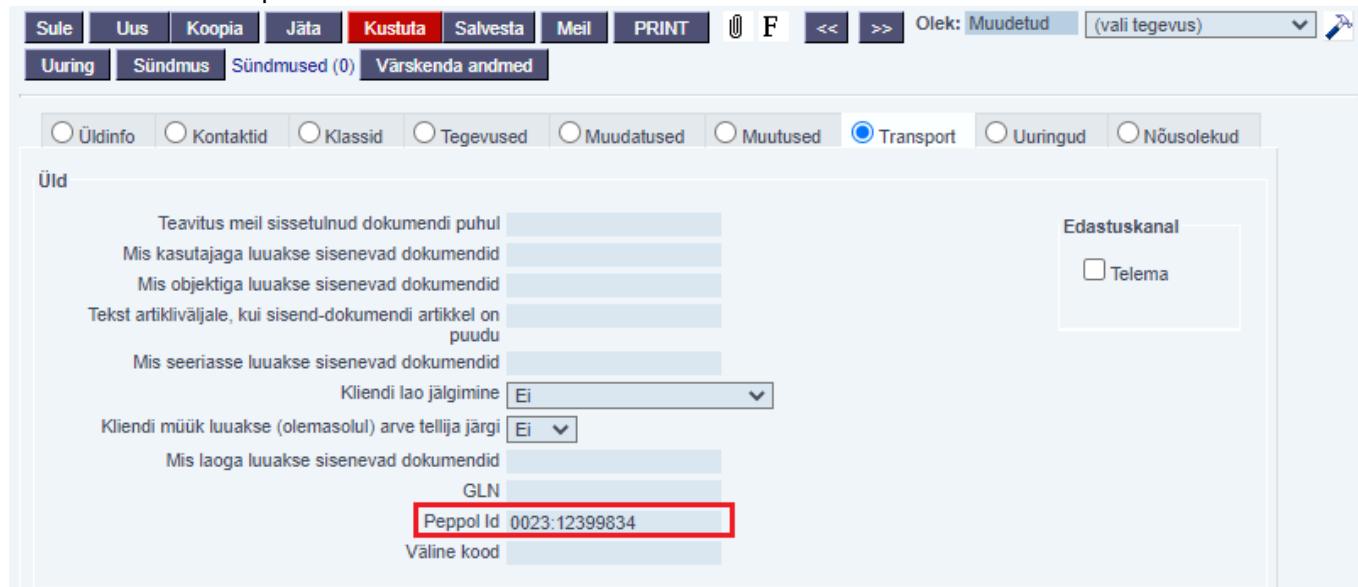 Sule Uus Koopia Jäta Kustuta Salvesta Meil PRINT F << >> Olek: Muudetud (vali tegevus)
Uuring Sündmus Sündmused (0) Värskenda andmed
Üldinfo Kontaktid Klassid Tegevused Muudatused Muutused Transport Uuringud Nõusolekud
Üld
Teavitus meil sissetulnud dokumendi puhul
Edastuskanal
Mis kasutajaga luuakse sisenevad dokumendid
Telema
Mis objektiga luuakse sisenevad dokumendid
Tekst artikliväljale, kui sisend-dokumendi artikkel on
puudu
Mis seeriasse luuakse sisenevad dokumendid
Kliendi lao jälgimine Ei
Kliendi müük luuakse (olemasolul) arve tellija järgi Ei
Mis laoga luuakse sisenevad dokumendid
GLN
Peppol Id 0023:12399834
Väline kood